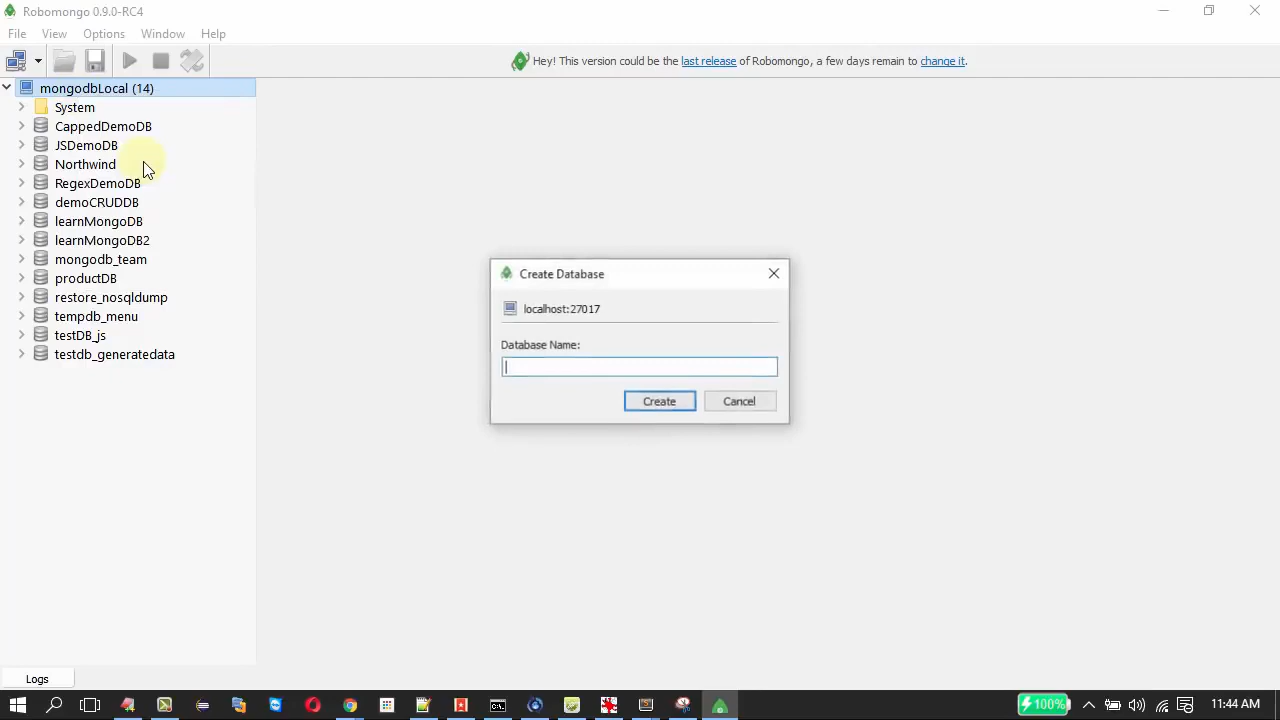 Robomongo 0.9.0-RC4
File View Options Window Help
Hey! This version could be the last release of Robomongo, a few days remain to change it.
mongodbLocal (14)
System
CappedDemoDB
JSDemoDB
Northwind
RegexDemoDB
demoCRUDDB
learnMongoDB
learnMongoDB2
mongodb_team
productDB
restore_nosqldump
tempdb_menu
testDB_js
testdb_generatedata
Create Database
localhost:27017
Database Name:
Create Cancel
Logs
100%
11:44 AM